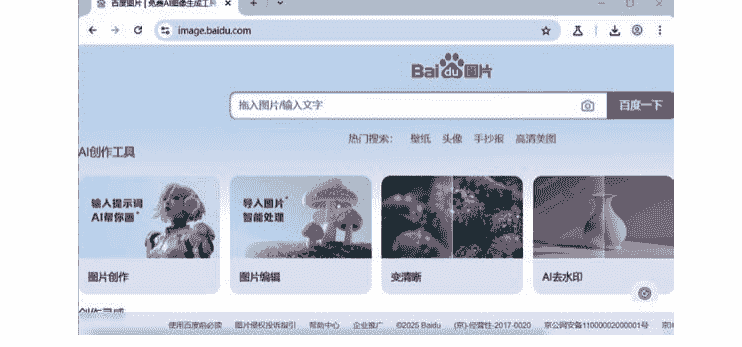 百度图片 | 免费AI图像生成工具
image.baidu.com
Bai du 图片
拖入图片/输入文字
百度一下
热门搜索： 壁纸 头像 手抄报 高清美图
AI创作工具
输入提示词
AI帮你画
导入图片
智能处理
图片创作
图片编辑
变清晰
AI去水印
创作灵感
使用百度前必读 图片侵权投诉指引 帮助中心 企业推广 ©2025 Baidu (京)-经营性-2017-0020 京公网安备11000002000001号